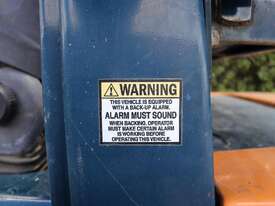 WARNING
THIS VEHICLE IS EQUIPPED
WITH A BACK-UP ALARM.
ALARM MUST SOUND
WHEN BACKING. OPERATOR
MUST MAKE CERTAIN ALARM
IS WORKING BEFORE
OPERATING THIS VEHICLE.